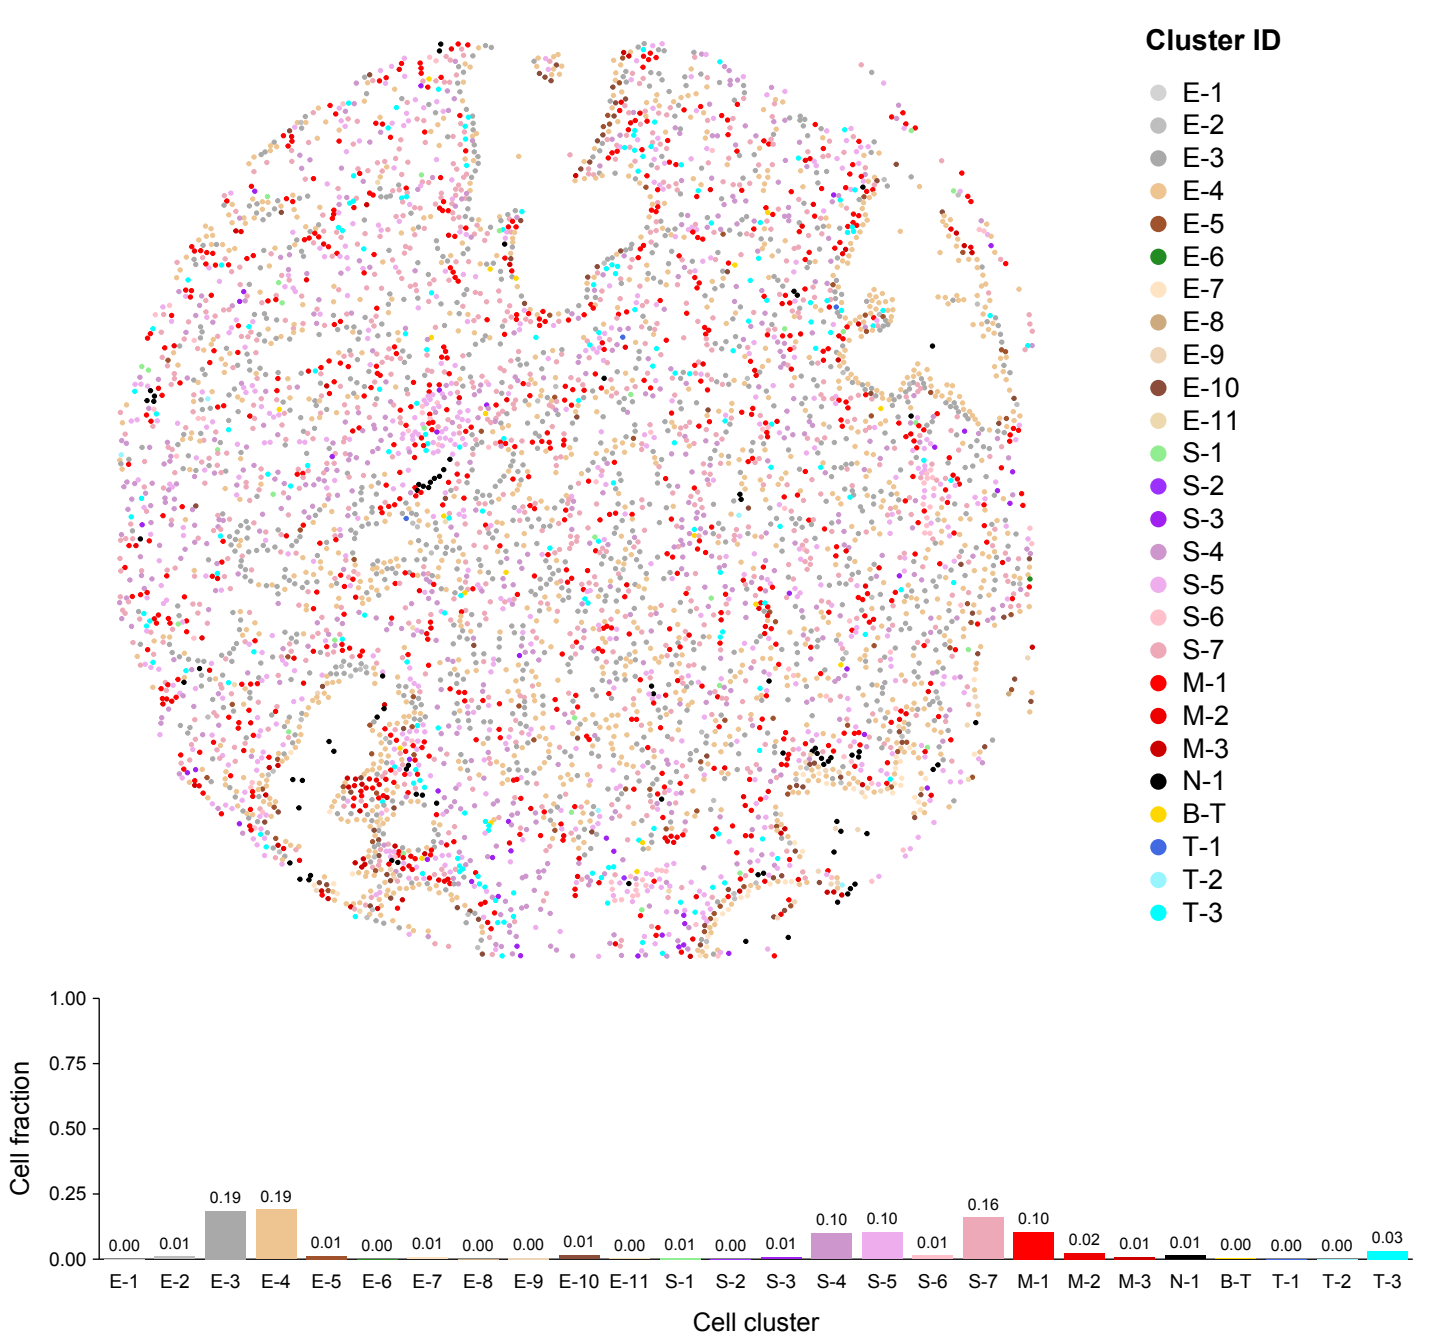 Cluster ID
E-1
E-2
E-3
E-4
E-5
E-6
E-7
E-8
E-9
E-10
E-11
S-1
S-2
S-3
S-4
S-5
S-6
S-7
M-1
M-2
M-3
N-1
B-T
T-1
T-2
T-3
1.00
0.75
0.50
0.25
0.00
Cell fraction
0.00 0.01 0.19 0.19 0.01 0.00 0.01 0.00 0.00 0.01 0.00 0.01 0.00 0.01 0.10 0.10 0.01 0.16 0.10 0.02 0.01 0.01 0.00 0.00 0.00 0.03
E-1 E-2 E-3 E-4 E-5 E-6 E-7 E-8 E-9 E-10 E-11 S-1 S-2 S-3 S-4 S-5 S-6 S-7 M-1 M-2 M-3 N-1 B-T T-1 T-2 T-3
Cell cluster